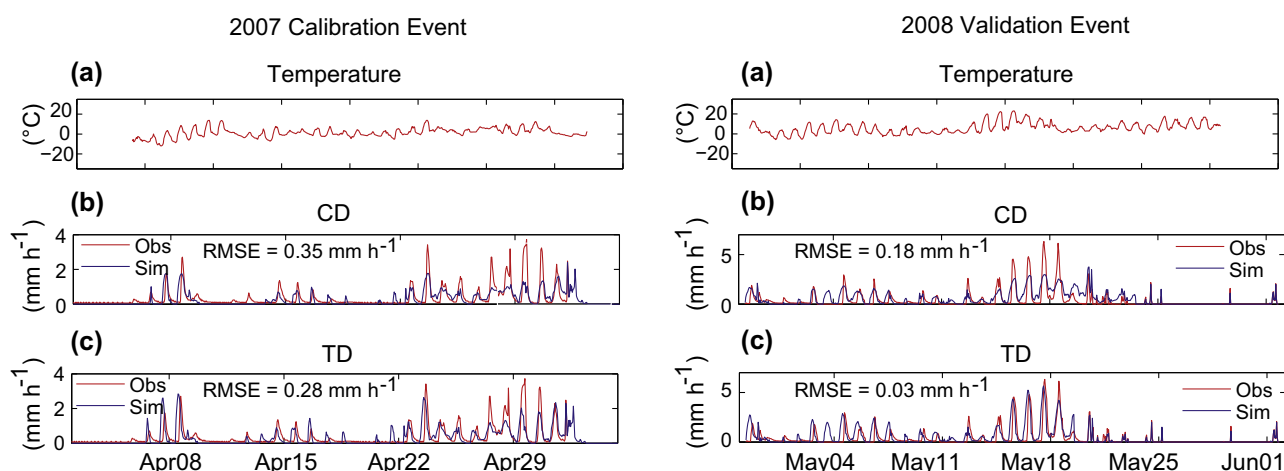 2007 Calibration Event
(a)
Temperature
20
0
−20
(°C)
(b)
CD
4
2
0
(mm h⁻¹)
Obs
Sim
RMSE = 0.35 mm h⁻¹
(c)
TD
4
2
0
(mm h⁻¹)
Obs
Sim
RMSE = 0.28 mm h⁻¹
Apr08 Apr15 Apr22 Apr29
2008 Validation Event
(a)
Temperature
20
0
−20
(°C)
(b)
CD
5
0
(mm h⁻¹)
RMSE = 0.18 mm h⁻¹
Obs
Sim
(c)
TD
5
0
(mm h⁻¹)
RMSE = 0.03 mm h⁻¹
Obs
Sim
May04 May11 May18 May25 Jun01